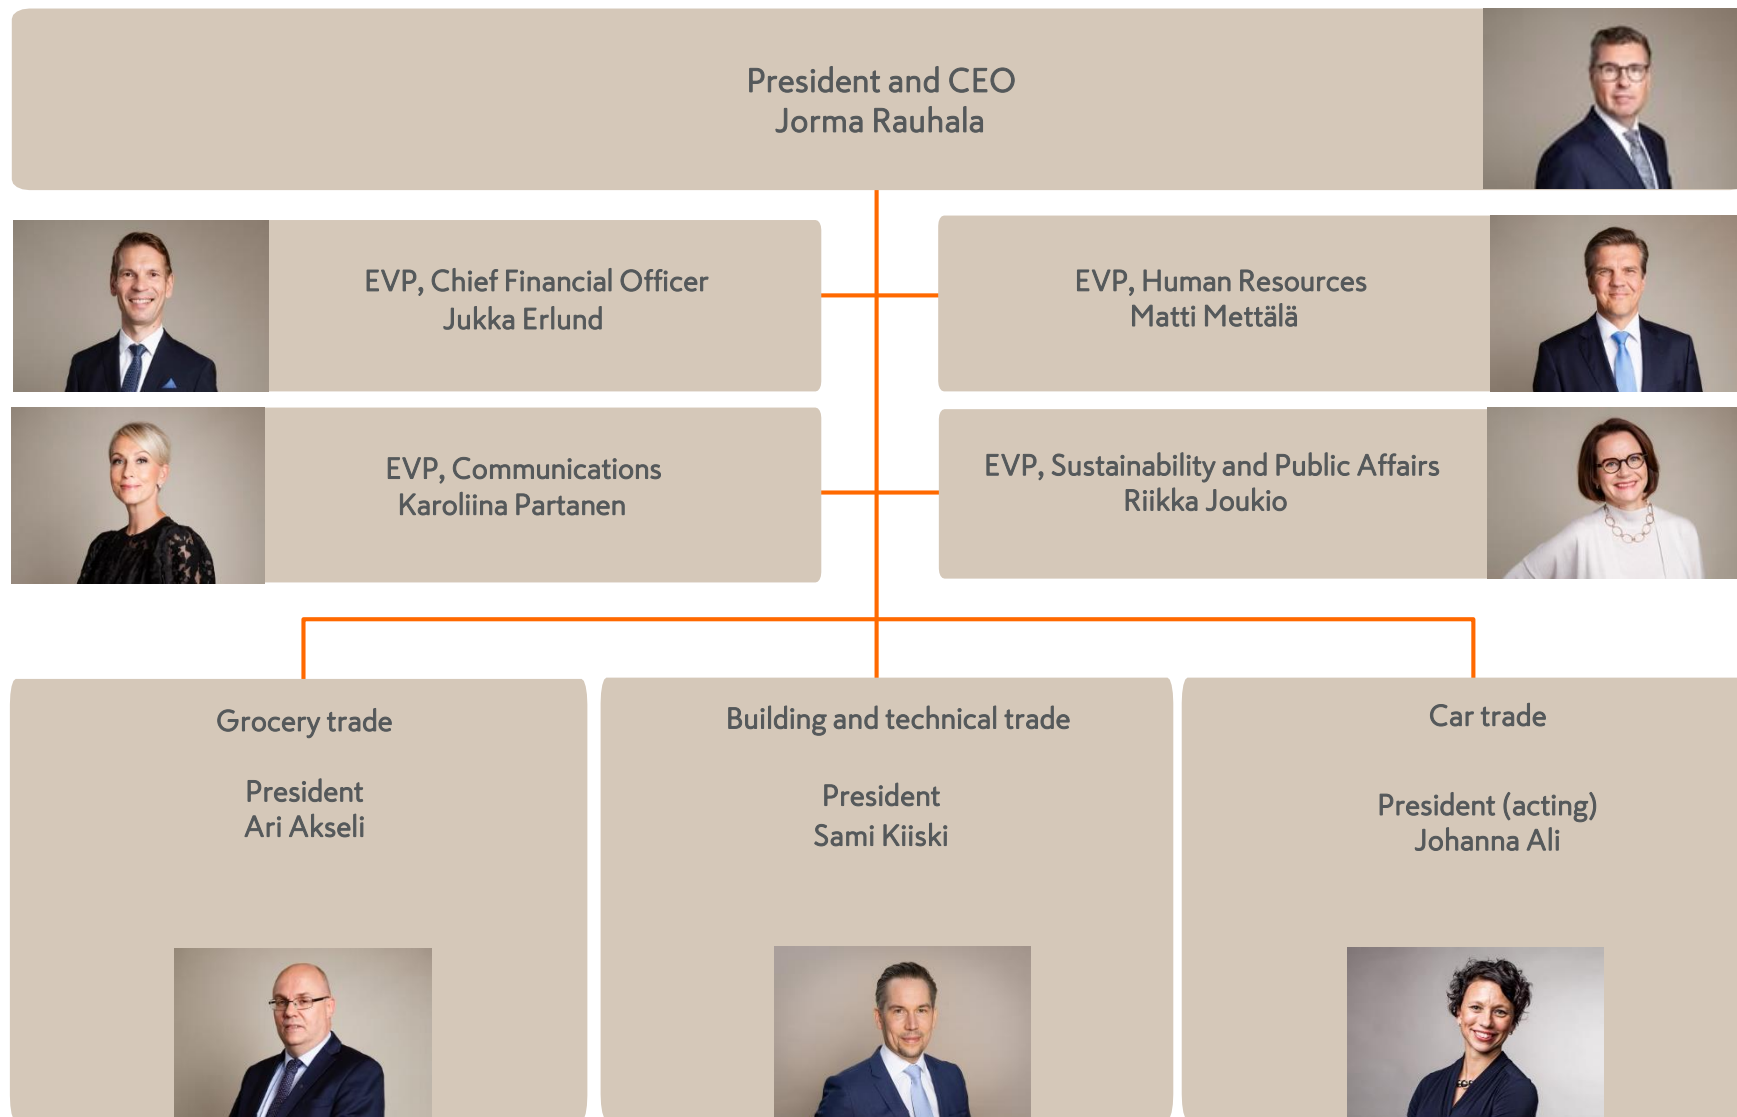 President and CEO
Jorma Rauhala
EVP, Chief Financial Officer
Jukka Erlund
EVP, Human Resources
Matti Mettälä
EVP, Communications
Karoliina Partanen
EVP, Sustainability and Public Affairs
Riikka Joukio
Grocery trade
President
Ari Akseli
Building and technical trade
President
Sami Kiiski
Car trade
President (acting)
Johanna Ali